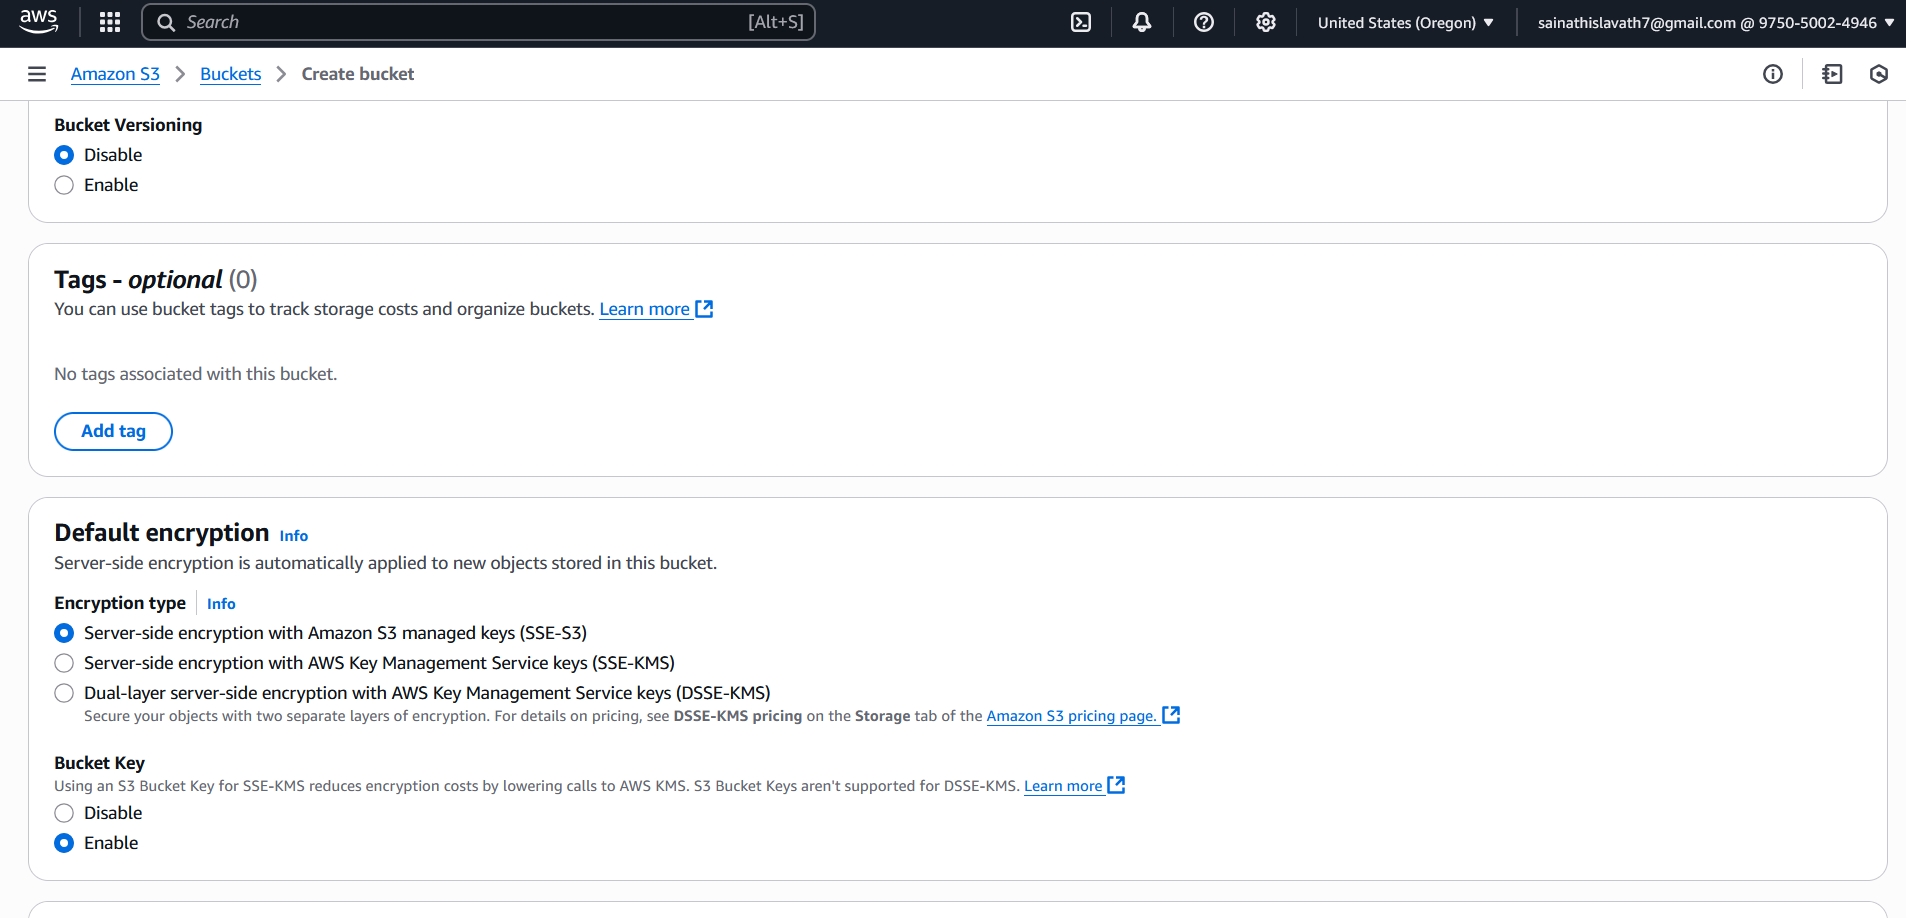 aws
Search [Alt+S]
United States (Oregon)
sainathislavath7@gmail.com @ 9750-5002-4946
Amazon S3 Buckets Create bucket
Bucket Versioning
Disable
Enable
Tags - optional (0)
You can use bucket tags to track storage costs and organize buckets. Learn more
No tags associated with this bucket.
Add tag
Default encryption Info
Server-side encryption is automatically applied to new objects stored in this bucket.
Encryption type Info
Server-side encryption with Amazon S3 managed keys (SSE-S3)
Server-side encryption with AWS Key Management Service keys (SSE-KMS)
Dual-layer server-side encryption with AWS Key Management Service keys (DSSE-KMS)
Secure your objects with two separate layers of encryption. For details on pricing, see DSSE-KMS pricing on the Storage tab of the Amazon S3 pricing page.
Bucket Key
Using an S3 Bucket Key for SSE-KMS reduces encryption costs by lowering calls to AWS KMS. S3 Bucket Keys aren't supported for DSSE-KMS. Learn more
Disable
Enable